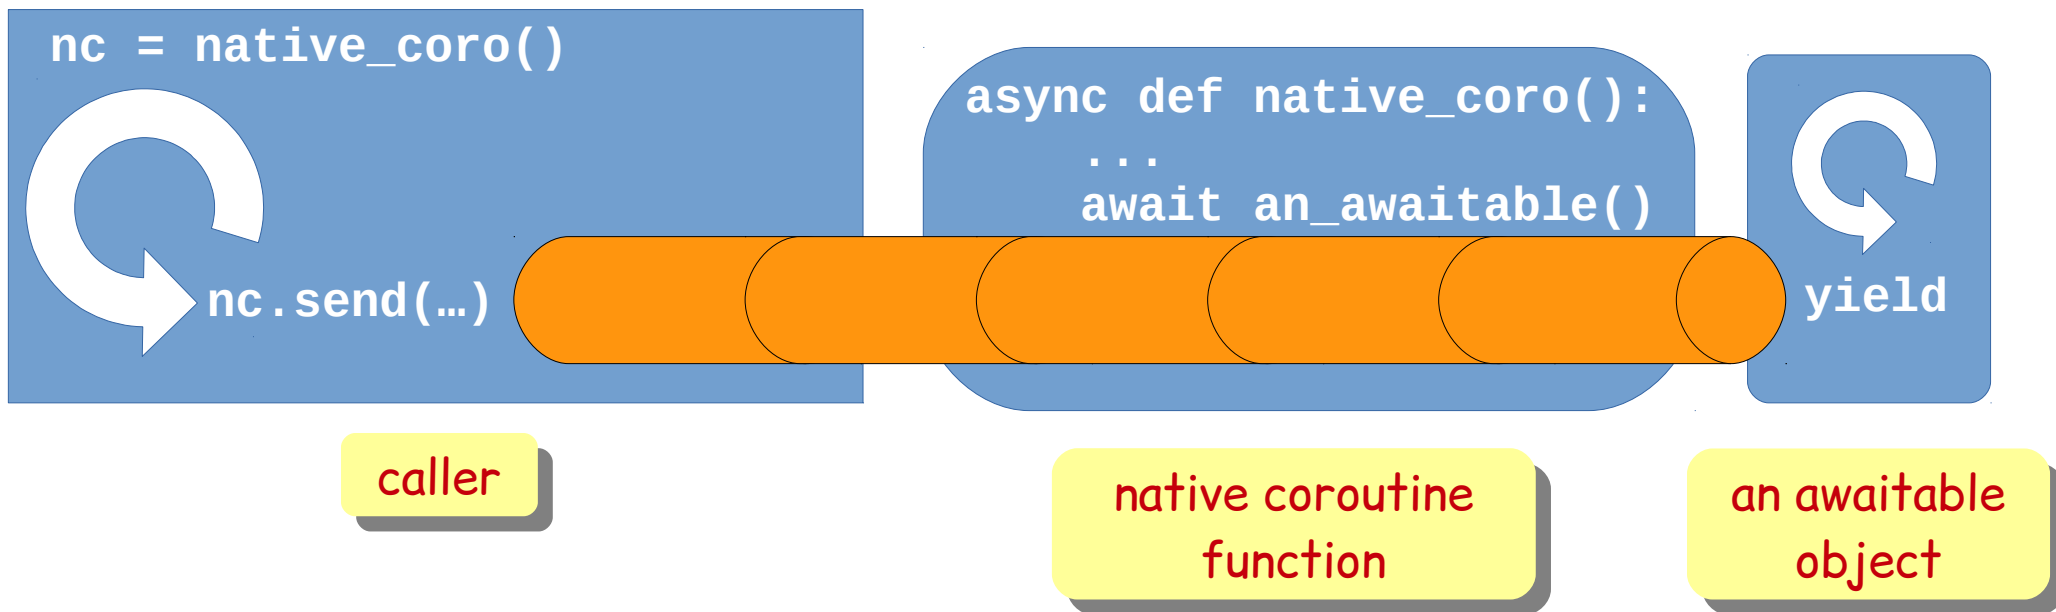 nc = native_coro()
nc.send(…)
async def native_coro():
...
await an_awaitable()
yield
caller
native coroutine
function
an awaitable
object